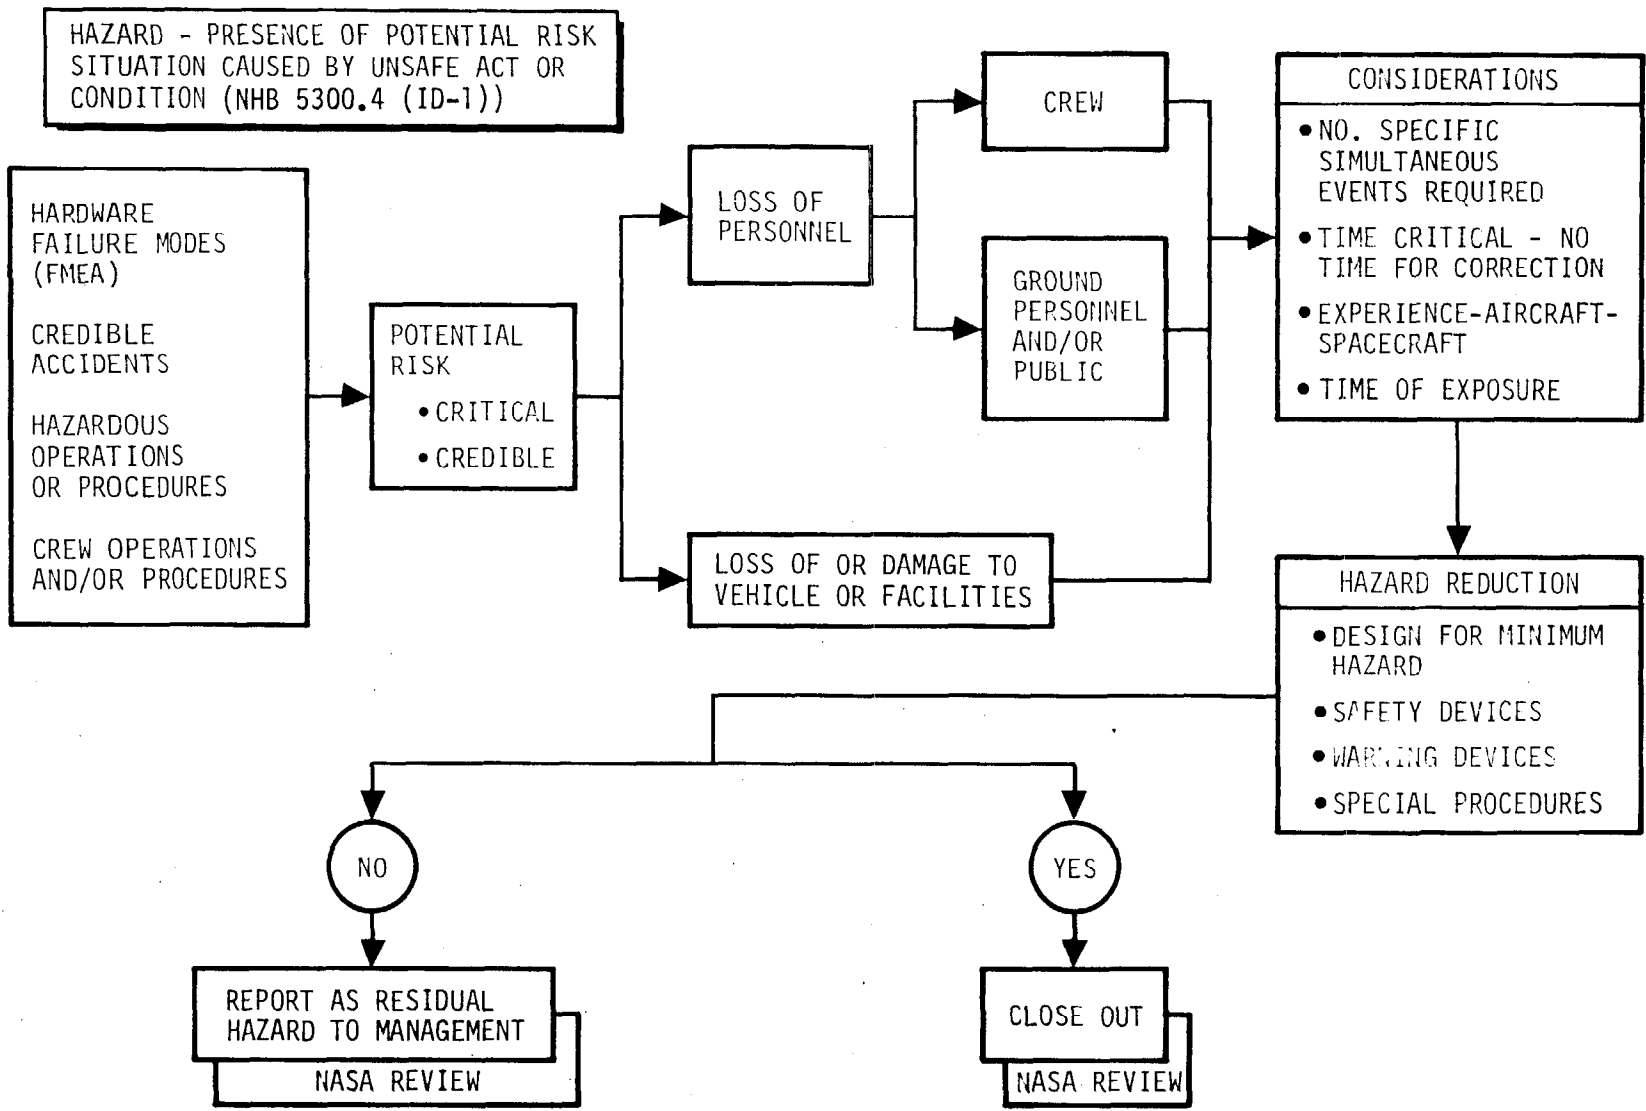 HAZARD - PRESENCE OF POTENTIAL RISK
SITUATION CAUSED BY UNSAFE ACT OR
CONDITION (NHB 5300.4 (ID-1))
HARDWARE
FAILURE MODES
(FMEA)
CREDIBLE
ACCIDENTS
HAZARDOUS
OPERATIONS
OR PROCEDURES
CREW OPERATIONS
AND/OR PROCEDURES
POTENTIAL
RISK
• CRITICAL
• CREDIBLE
LOSS OF
PERSONNEL
CREW
GROUND
PERSONNEL
AND/OR
PUBLIC
LOSS OF OR DAMAGE TO
VEHICLE OR FACILITIES
CONSIDERATIONS
• NO. SPECIFIC
SIMULTANEOUS
EVENTS REQUIRED
• TIME CRITICAL - NO
TIME FOR CORRECTION
• EXPERIENCE-AIRCRAFT-
SPACECRAFT
• TIME OF EXPOSURE
HAZARD REDUCTION
• DESIGN FOR MINIMUM
HAZARD
• SAFETY DEVICES
• WARNING DEVICES
• SPECIAL PROCEDURES
NO
YES
REPORT AS RESIDUAL
HAZARD TO MANAGEMENT
NASA REVIEW
CLOSE OUT
NASA REVIEW